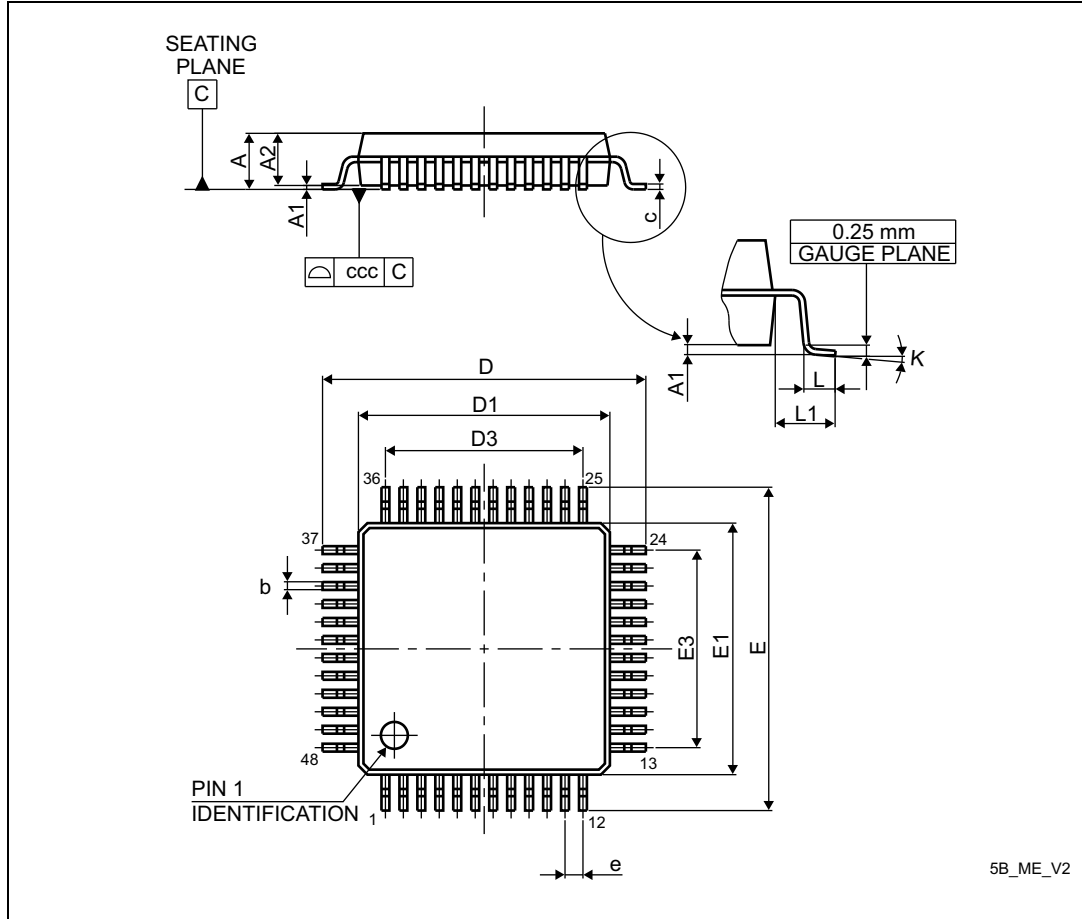 SEATING
PLANE
C
A
A2
A1
c
ccc C
0.25 mm
GAUGE PLANE
A1
L
L1
K
D
D1
D3
36
25
37
24
b
E3
E1
E
48
13
PIN 1
IDENTIFICATION
1
12
e
5B_ME_V2